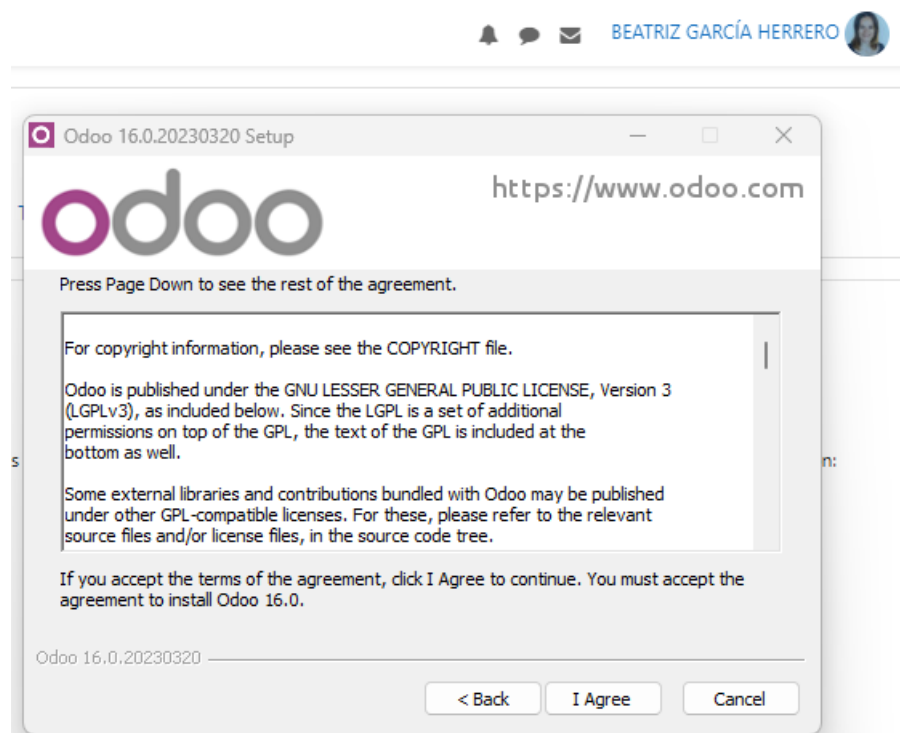 BEATRIZ GARCÍA HERRERO
Odoo 16.0.20230320 Setup
odoo
https://www.odoo.com
Press Page Down to see the rest of the agreement.
For copyright information, please see the COPYRIGHT file.
Odoo is published under the GNU LESSER GENERAL PUBLIC LICENSE, Version 3
(LGPLv3), as included below. Since the LGPL is a set of additional
permissions on top of the GPL, the text of the GPL is included at the
bottom as well.
Some external libraries and contributions bundled with Odoo may be published
under other GPL-compatible licenses. For these, please refer to the relevant
source files and/or license files, in the source code tree.
s
n:
If you accept the terms of the agreement, click I Agree to continue. You must accept the
agreement to install Odoo 16.0.
Odoo 16.0.20230320
< Back
I Agree
Cancel